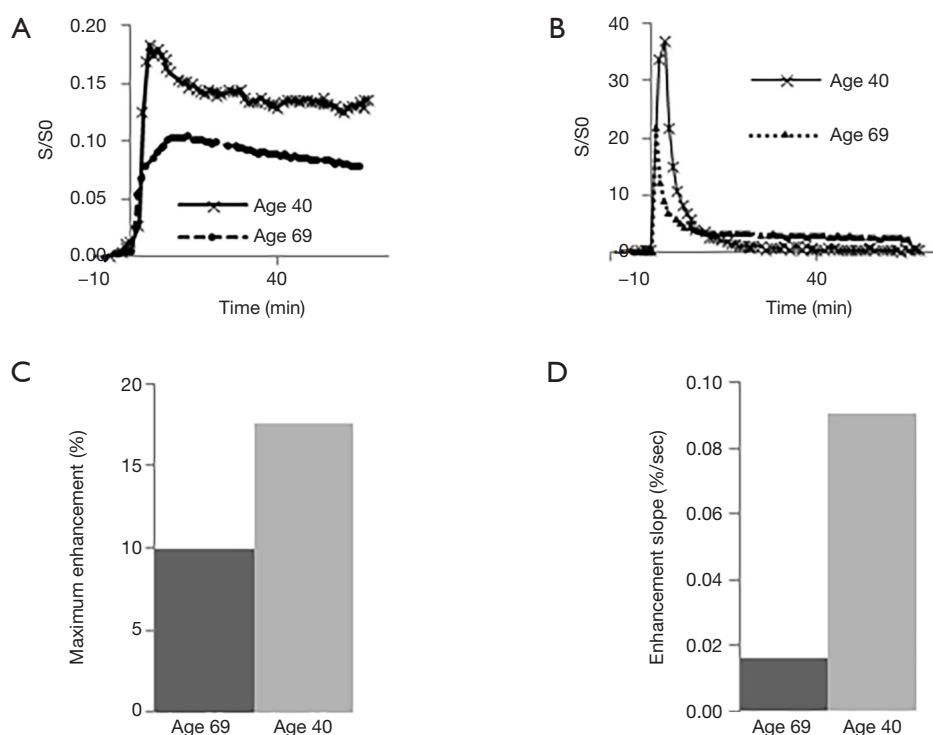 A
0.20
0.15
0.10
0.05
0.00
S/S0
Age 40
Age 69
–10
40
Time (min)
B
40
30
20
10
0
S/S0
Age 40
Age 69
–10
40
Time (min)
C
20
15
10
5
0
Maximum enhancement (%)
Age 69
Age 40
D
0.10
0.08
0.06
0.04
0.02
0.00
Enhancement slope (%/sec)
Age 69
Age 40